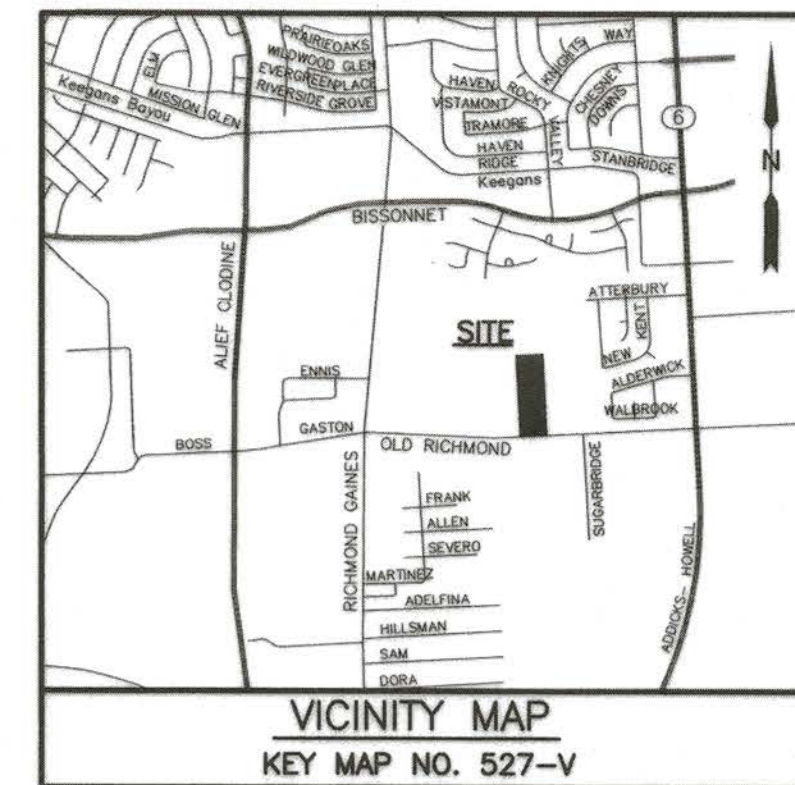 PRAIRIEOAKS
WILDWOOD GLEN
EVERGREENPLACE
RIVERSIDE GROVE
ELM
MISSION GLEN
Keegans Bayou
KNIGHTS WAY
CHESNEY DOWNS
HAVEN
ROCKY VALLEY
VISTAMONT
TRAMORE
HAVEN RIDGE
STANBRIDGE
Keegans
6
N
BISSONNET
ALIEF CLODINE
ATTERBURY
KENT
NEW
ALDERWICK
WALBROOK
SITE
ENNIS
GASTON
BOSS
OLD RICHMOND
SUGARBRIDGE
RICHMOND GAINES
FRANK
ALLEN
SEVERO
MARTINEZ
ADELFINA
HILLSMAN
SAM
DORA
ADDICKS- HOWELL
VICINITY MAP
KEY MAP NO. 527-V